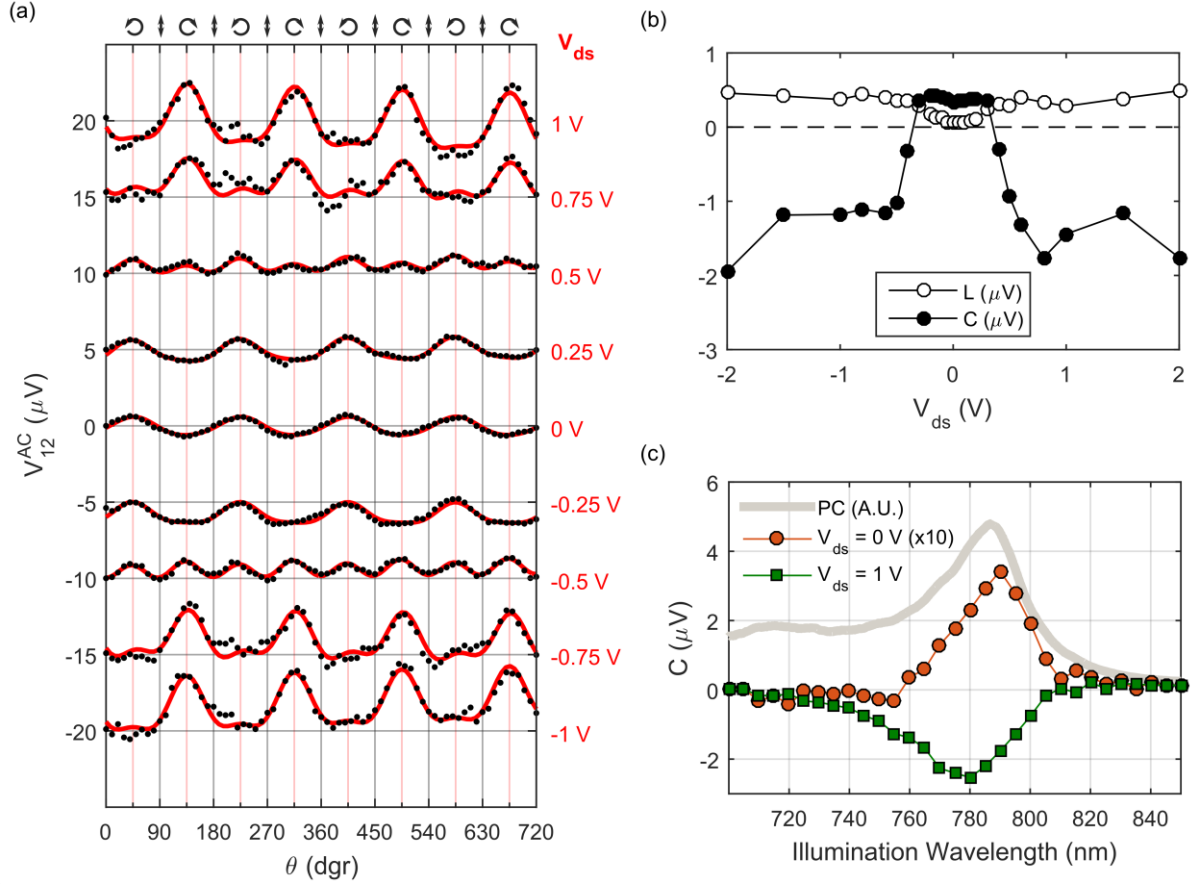 (a)
V_ds
1 V
0.75 V
0.5 V
0.25 V
0 V
-0.25 V
-0.5 V
-0.75 V
-1 V
20
15
10
5
0
-5
-10
-15
-20
V_12^AC (μV)
0 90 180 270 360 450 540 630 720
θ (dgr)
(b)
1
0
-1
-2
-3
L (μV)
C (μV)
-2 -1 0 1 2
V_ds (V)
(c)
6
4
2
0
-2
C (μV)
PC (A.U.)
V_ds = 0 V (x10)
V_ds = 1 V
720 740 760 780 800 820 840
Illumination Wavelength (nm)